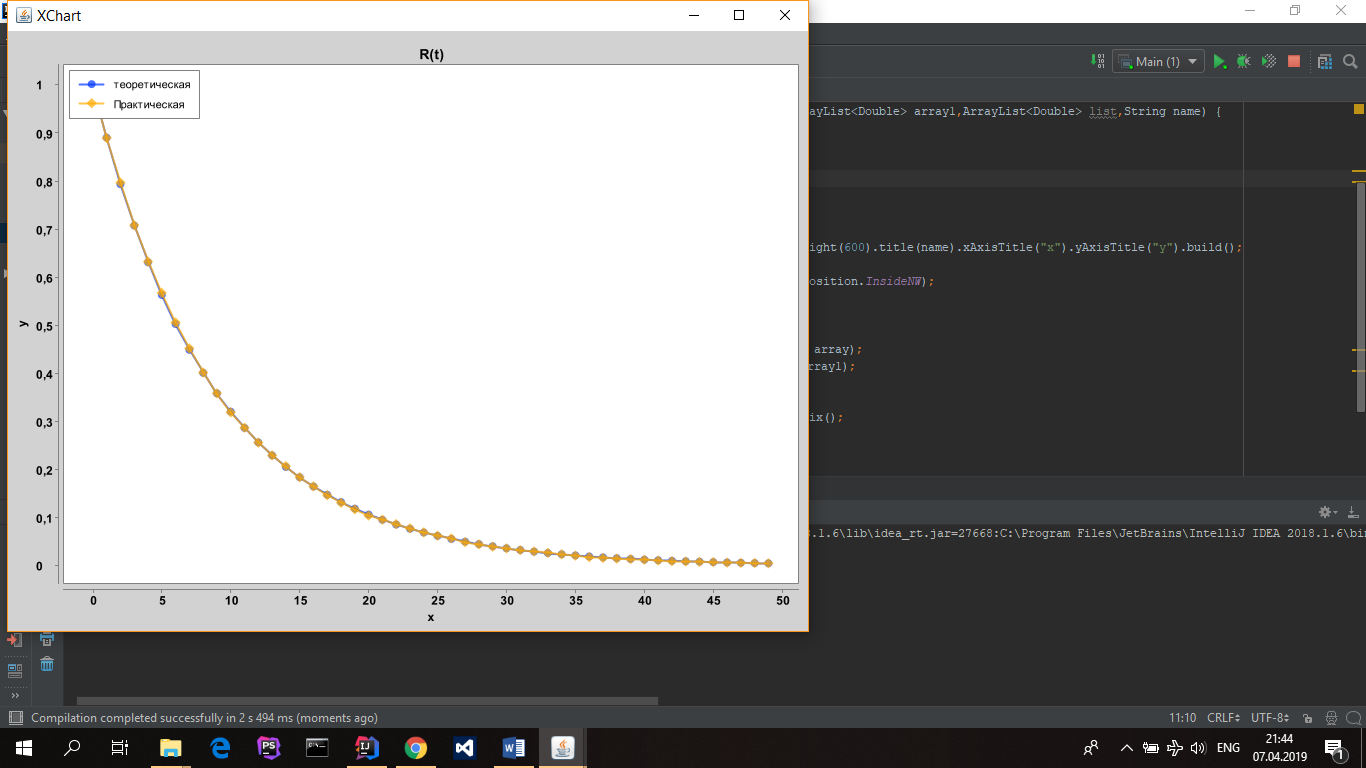 XChart
R(t)
теоретическая
Практическая
1
0,9
0,8
0,7
0,6
0,5
0,4
0,3
0,2
0,1
0
y
0 5 10 15 20 25 30 35 40 45 50
x
Main (1)
ayList<Double> array1,ArrayList<Double> list,String name) {
ight(600).title(name).xAxisTitle("x").yAxisTitle("y").build();
osition.InsideNW);
array);
rray1);
ix();
.1.6\lib\idea_rt.jar=27668:C:\Program Files\JetBrains\IntelliJ IDEA 2018.1.6\bin
Compilation completed successfully in 2 s 494 ms (moments ago)
11:10 CRLF UTF-8
PS
IJ
ENG
21:44
07.04.2019
1